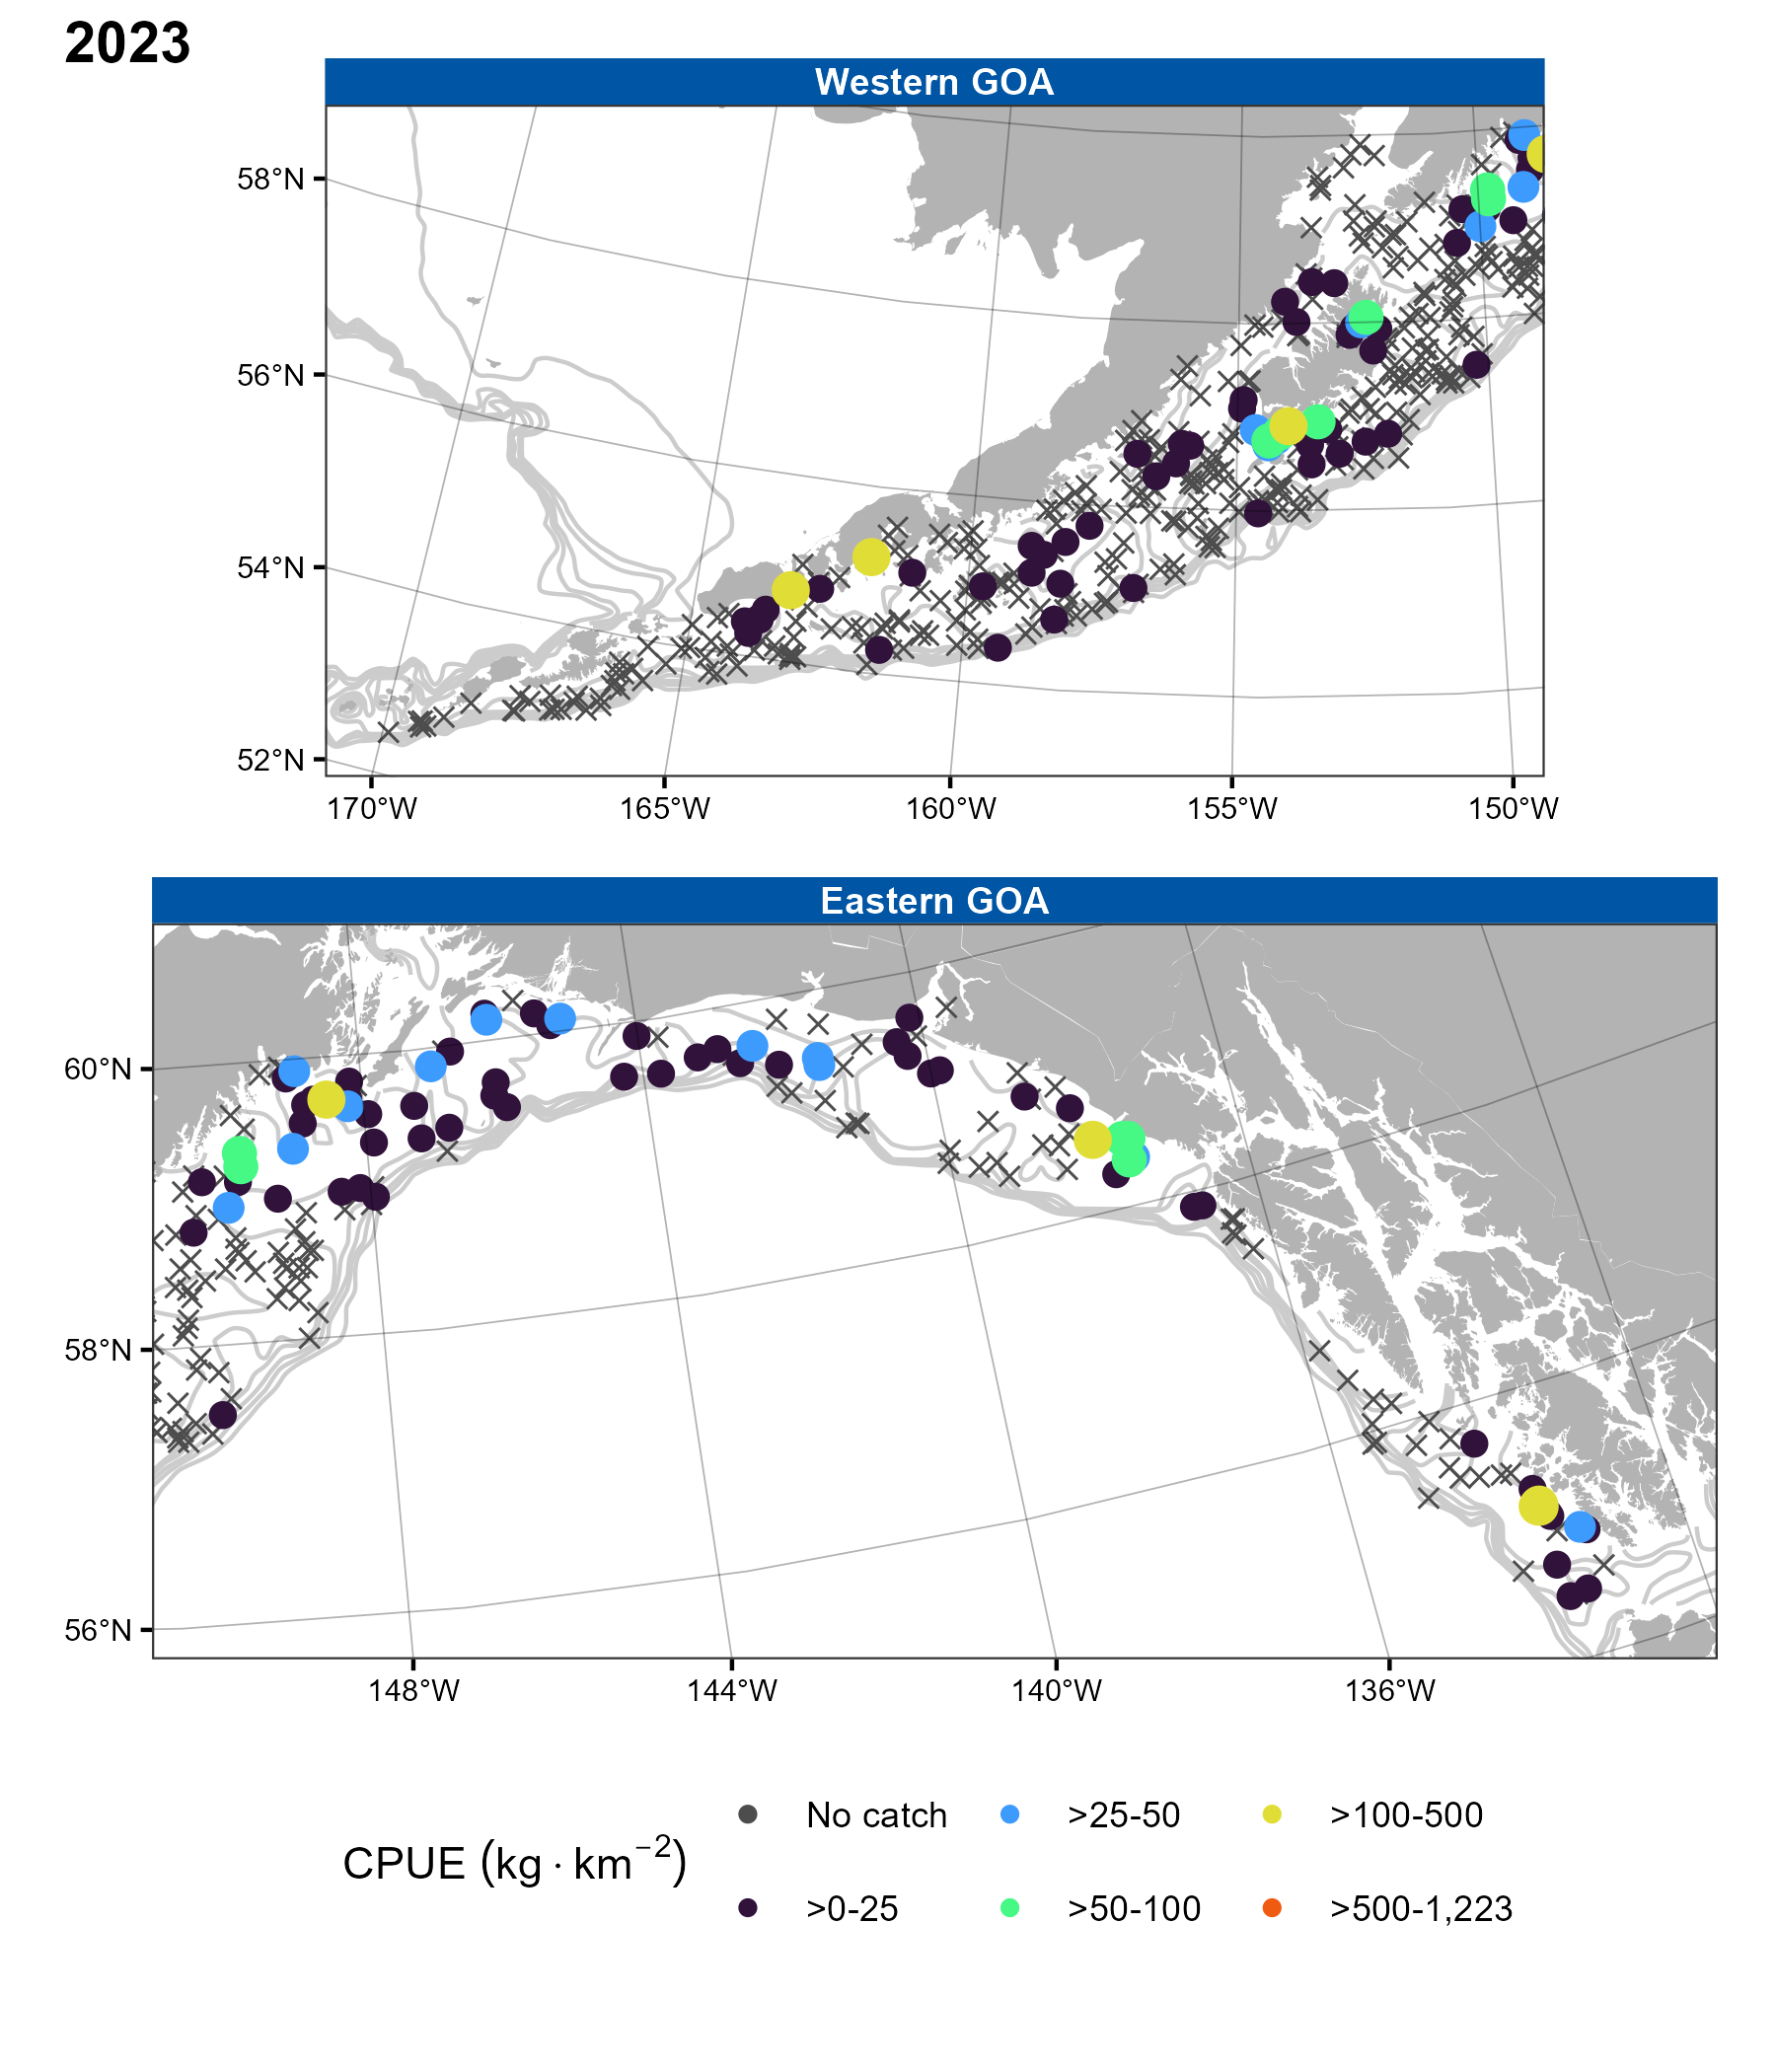 2023
Western GOA
58°N
56°N
54°N
52°N
170°W 165°W 160°W 155°W 150°W
Eastern GOA
60°N
58°N
56°N
148°W 144°W 140°W 136°W
CPUE (kg · km⁻²)
No catch >25-50 >100-500
>0-25 >50-100 >500-1,223